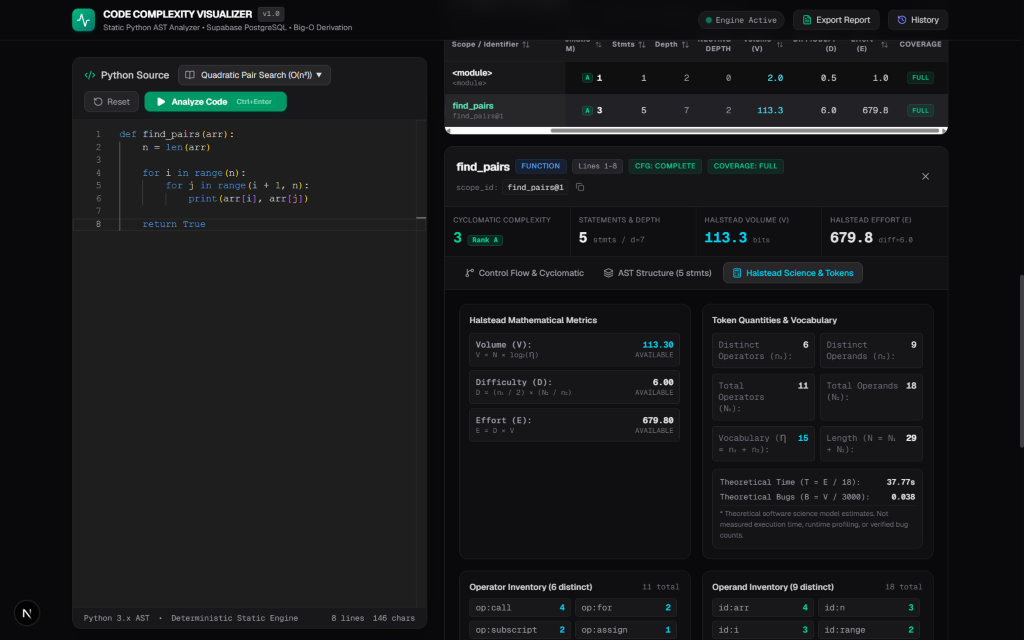 CODE COMPLEXITY VISUALIZER v1.0
Static Python AST Analyzer • Supabase PostgreSQL • Big-O Derivation
Engine Active
Export Report
History
Python Source
Quadratic Pair Search (O(n²)) ▼
Reset
Analyze Code Ctrl+Enter
1 def find_pairs(arr):
2 n = len(arr)
3
4 for i in range(n):
5 for j in range(i + 1, n):
6 print(arr[i], arr[j])
7
8 return True
Python 3.x AST • Deterministic Static Engine 8 lines 146 chars
Scope / Identifier M) Stmts Depth DEPTH (V) (D) (E) COVERAGE
<module> A 1 1 2 0 2.0 0.5 1.0 FULL
<module>
find_pairs A 3 5 7 2 113.3 6.0 679.8 FULL
find_pairs@1
find_pairs FUNCTION Lines 1–8 CFG: COMPLETE COVERAGE: FULL
scope_id: find_pairs@1
CYCLOMATIC COMPLEXITY
3 Rank A
STATEMENTS & DEPTH
5 stmts / d=7
HALSTEAD VOLUME (V)
113.3 bits
HALSTEAD EFFORT (E)
679.8 diff=6.0
Control Flow & Cyclomatic
AST Structure (5 stmts)
Halstead Science & Tokens
Halstead Mathematical Metrics
Volume (V): 113.30
V = N × log₂(η) AVAILABLE
Difficulty (D): 6.00
D = (n₁ / 2) × (N₂ / n₂) AVAILABLE
Effort (E): 679.80
E = D × V AVAILABLE
Token Quantities & Vocabulary
Distinct Operators (n₁): 6
Distinct Operands (n₂): 9
Total Operators (N₁): 11
Total Operands (N₂): 18
Vocabulary (η = n₁ + n₂): 15
Length (N = N₁ + N₂): 29
Theoretical Time (T = E / 18): 37.77s
Theoretical Bugs (B = V / 3000): 0.038
* Theoretical software science model estimates. Not
measured execution time, runtime profiling, or verified bug
counts.
Operator Inventory (6 distinct) 11 total
op:call 4
op:for 2
op:subscript 2
op:assign 1
Operand Inventory (9 distinct) 18 total
id:arr 4
id:n 3
id:i 3
id:range 2
N